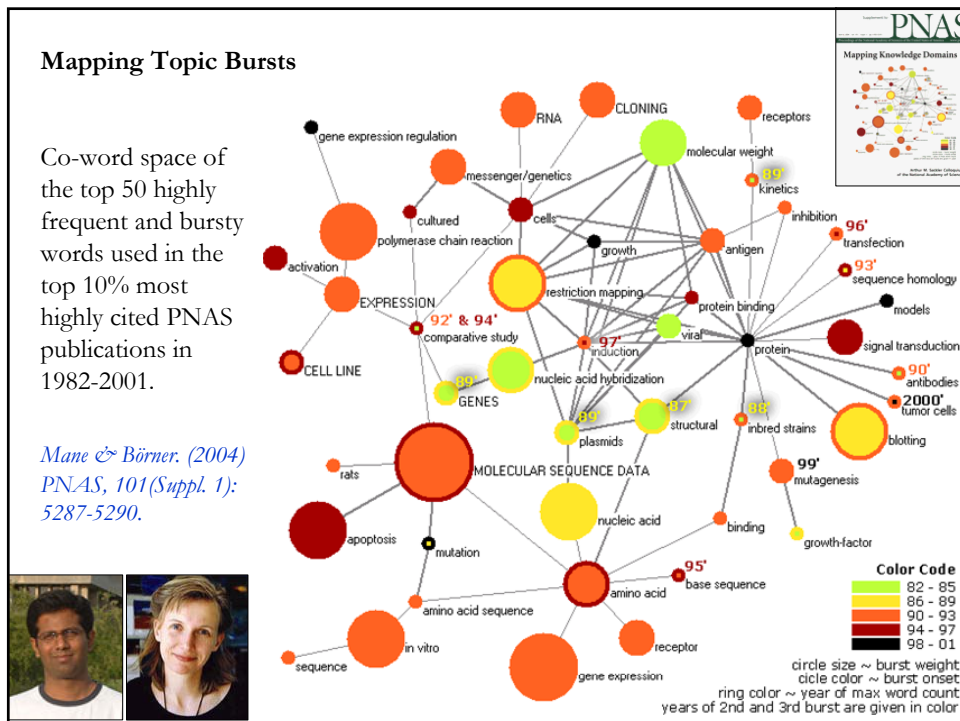 Mapping Topic Bursts
Co-word space of
the top 50 highly
frequent and bursty
words used in the
top 10% most
highly cited PNAS
publications in
1982-2001.
Mane & Börner. (2004)
PNAS, 101(Suppl. 1):
5287-5290.
PNAS
Mapping Knowledge Domains
gene expression regulation
RNA
CLONING
receptors
molecular weight
messenger/genetics
89'
kinetics
cultured
cells
inhibition
polymerase chain reaction
growth
antigen
96'
transfection
activation
93'
sequence homology
restriction mapping
EXPRESSION
protein binding
models
92' & 94'
comparative study
viral
97'
induction
protein
signal transduction
CELL LINE
nucleic acid hybridization
89'
GENES
90'
antibodies
2000'
tumor cells
89'
plasmids
87'
structural
88'
inbred strains
blotting
rats
MOLECULAR SEQUENCE DATA
99'
mutagenesis
nucleic acid
binding
growth-factor
apoptosis
mutation
95'
base sequence
amino acid
amino acid sequence
in vitro
receptor
sequence
gene expression
Color Code
82 - 85
86 - 89
90 - 93
94 - 97
98 - 01
circle size ~ burst weight
cicle color ~ burst onset
ring color ~ year of max word count
years of 2nd and 3rd burst are given in color